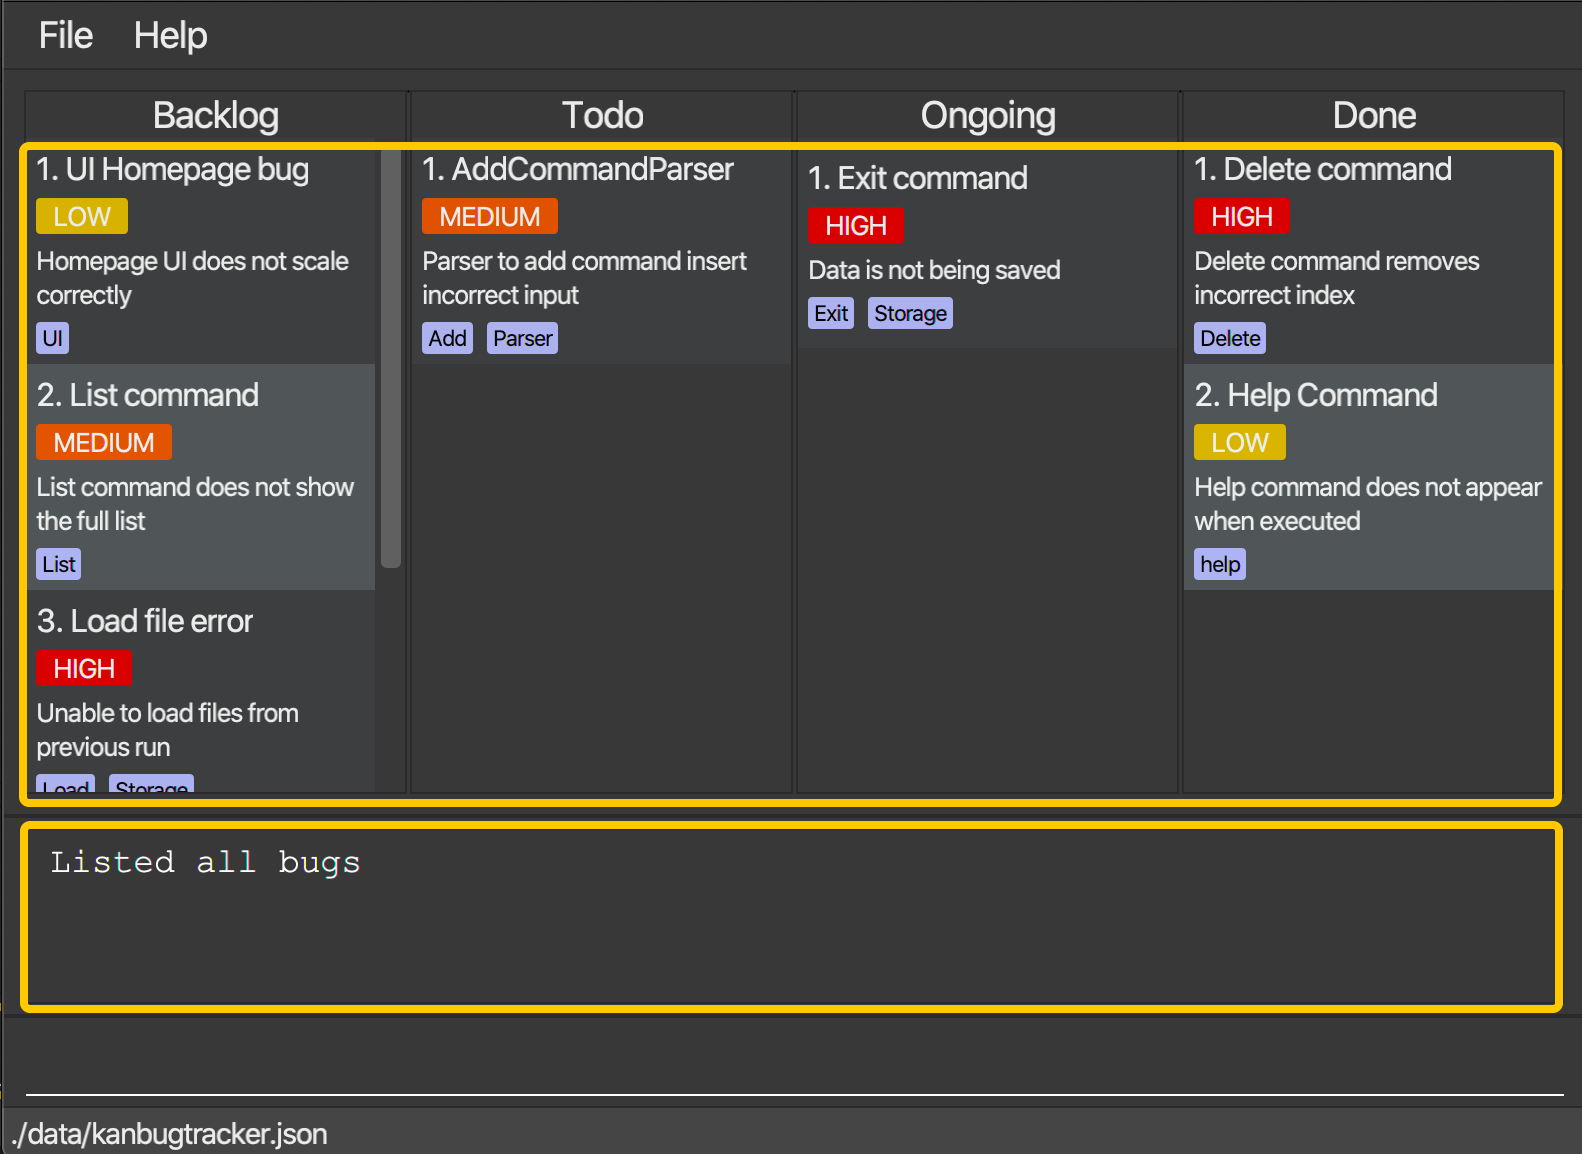 File Help
Backlog
1. UI Homepage bug
LOW
Homepage UI does not scale
correctly
UI
2. List command
MEDIUM
List command does not show
the full list
List
3. Load file error
HIGH
Unable to load files from
previous run
Load Storage
Todo
1. AddCommandParser
MEDIUM
Parser to add command insert
incorrect input
Add Parser
Ongoing
1. Exit command
HIGH
Data is not being saved
Exit Storage
Done
1. Delete command
HIGH
Delete command removes
incorrect index
Delete
2. Help Command
LOW
Help command does not appear
when executed
help
Listed all bugs
./data/kanbugtracker.json